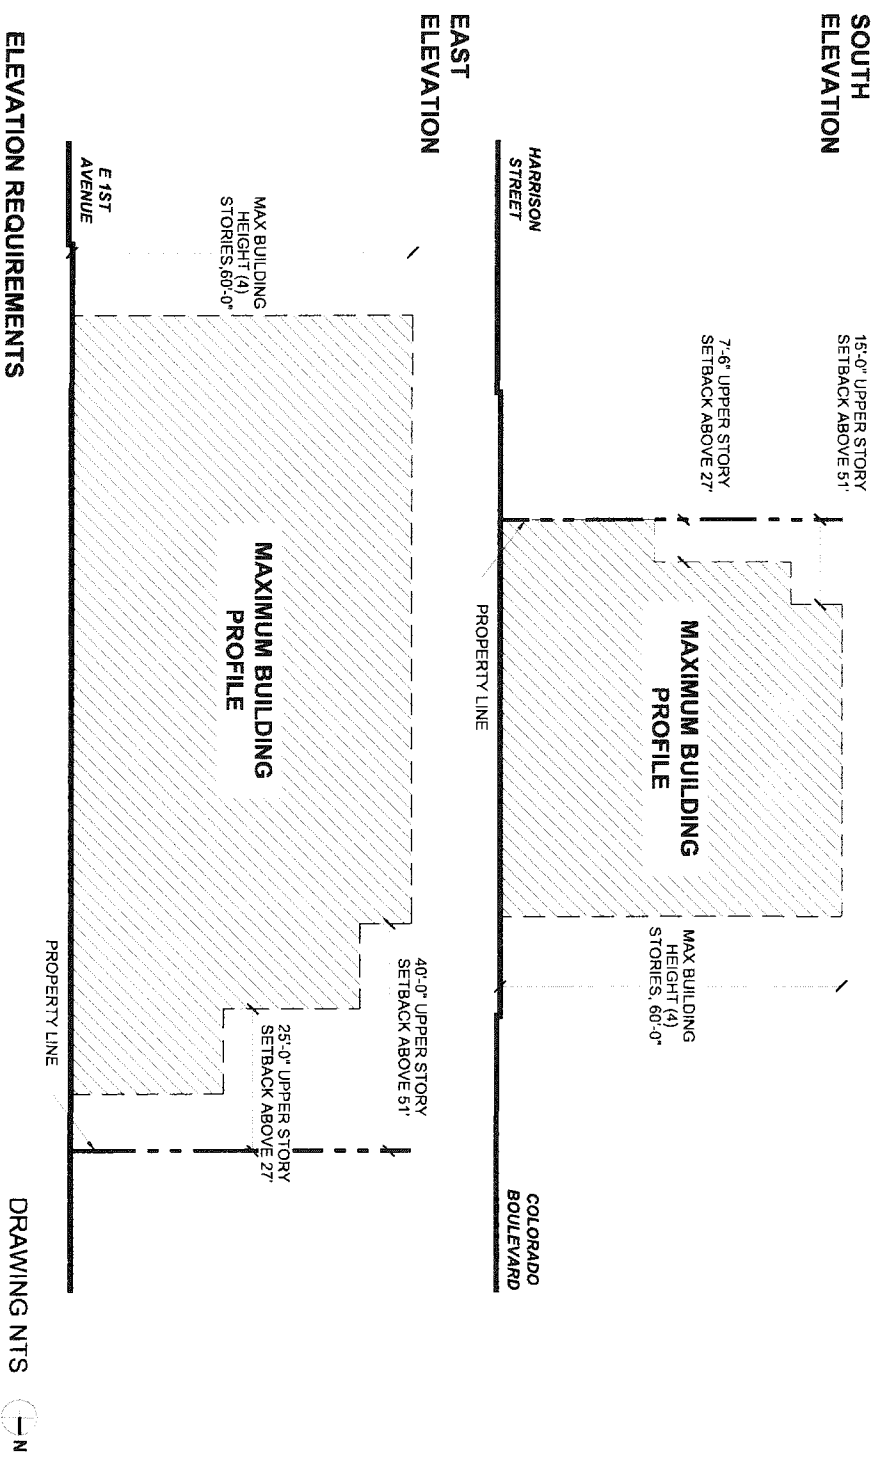 SOUTH
ELEVATION
15'-0" UPPER STORY
SETBACK ABOVE 51'
7'-6" UPPER STORY
SETBACK ABOVE 27'
MAXIMUM BUILDING
PROFILE
MAX BUILDING
HEIGHT (4)
STORIES, 60'-0"
HARRISON
STREET
PROPERTY LINE
COLORADO
BOULEVARD
EAST
ELEVATION
40'-0" UPPER STORY
SETBACK ABOVE 51'
MAX BUILDING
HEIGHT (4)
STORIES,60'-0"
MAXIMUM BUILDING
PROFILE
25'-0" UPPER STORY
SETBACK ABOVE 27'
E 1ST
AVENUE
PROPERTY LINE
ELEVATION REQUIREMENTS
DRAWING NTS
N